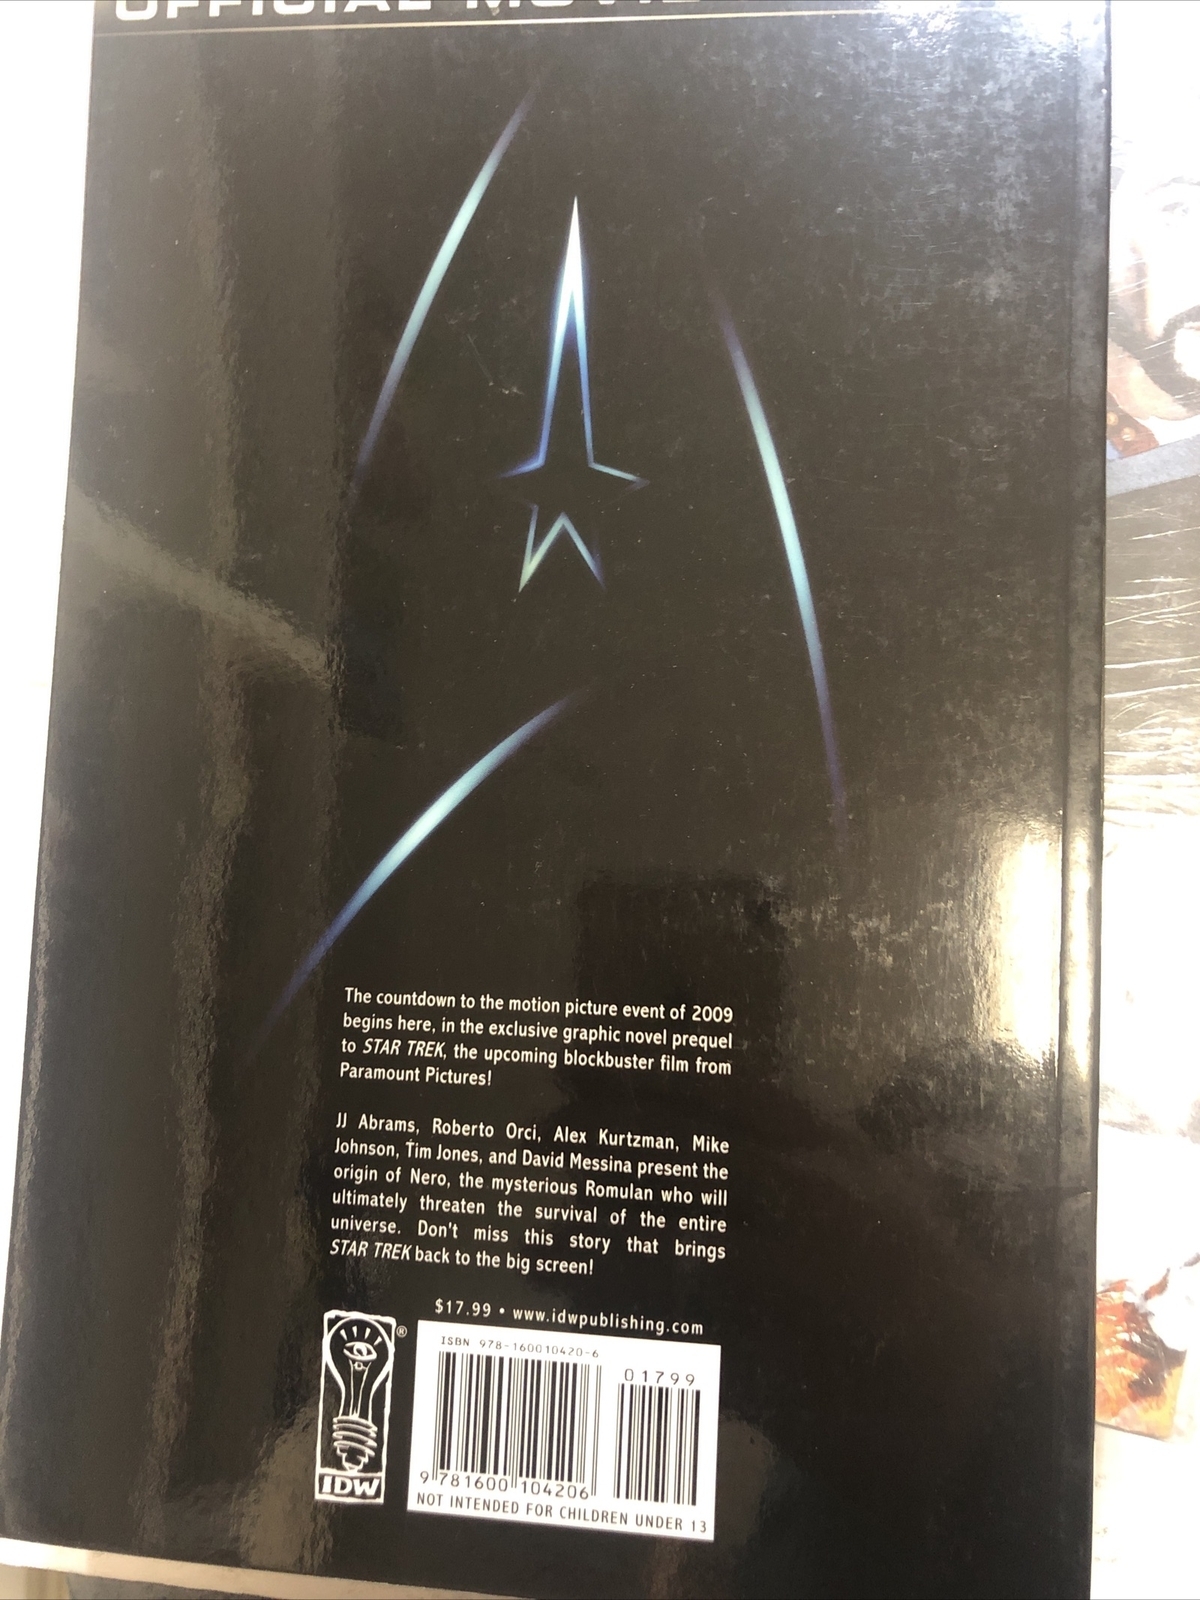 OFFICIAL MOVIE
The countdown to the motion picture event of 2009
begins here, in the exclusive graphic novel prequel
to STAR TREK, the upcoming blockbuster film from
Paramount Pictures!
JJ Abrams, Roberto Orci, Alex Kurtzman, Mike
Johnson, Tim Jones, and David Messina present the
origin of Nero, the mysterious Romulan who will
ultimately threaten the survival of the entire
universe. Don't miss this story that brings
STAR TREK back to the big screen!
$17.99 • www.idwpublishing.com
ISBN 978-160010420-6
01799
9 781600 104206
NOT INTENDED FOR CHILDREN UNDER 13
IDW
®